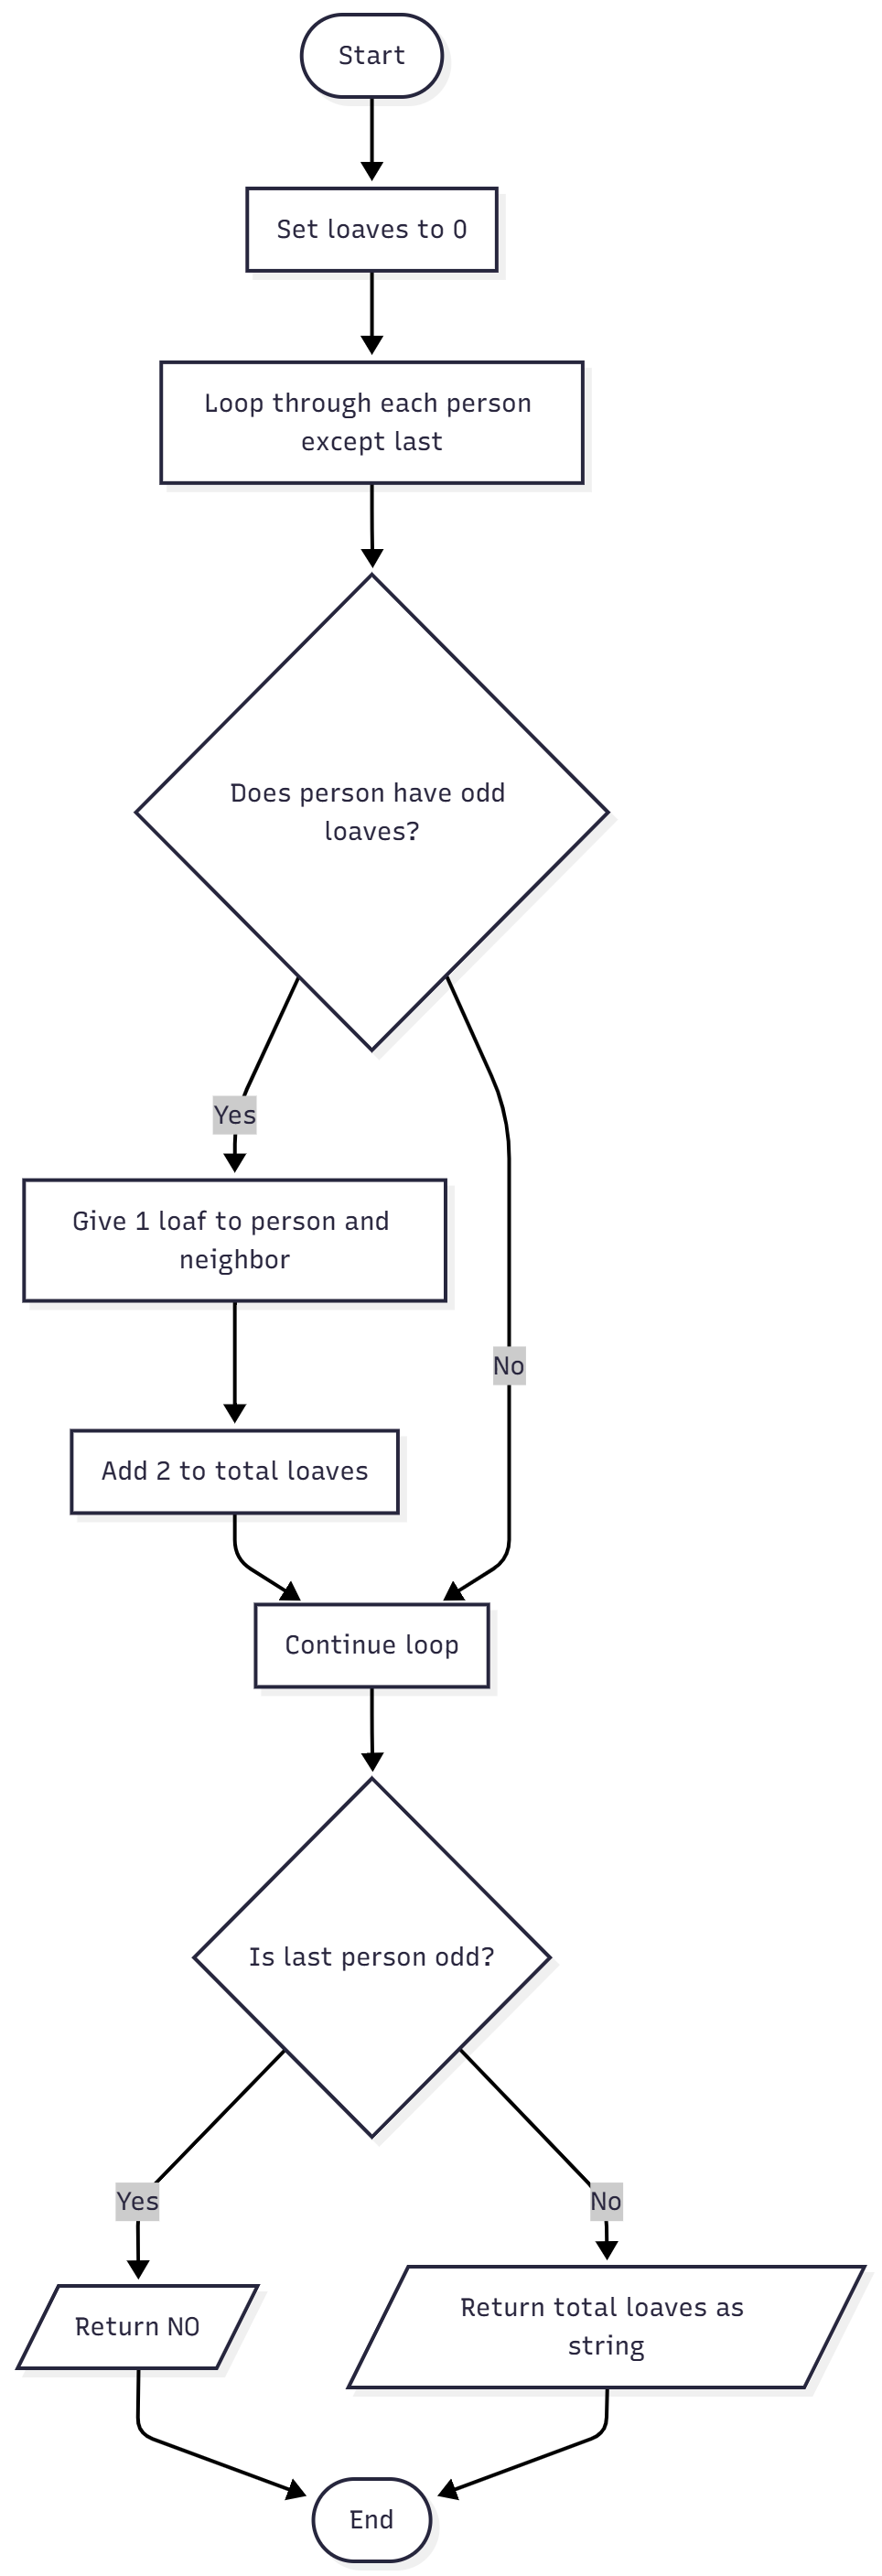 Start
Set loaves to 0
Loop through each person
except last
Does person have odd
loaves?
Yes
Give 1 loaf to person and
neighbor
No
Add 2 to total loaves
Continue loop
Is last person odd?
Yes
No
Return NO
Return total loaves as
string
End